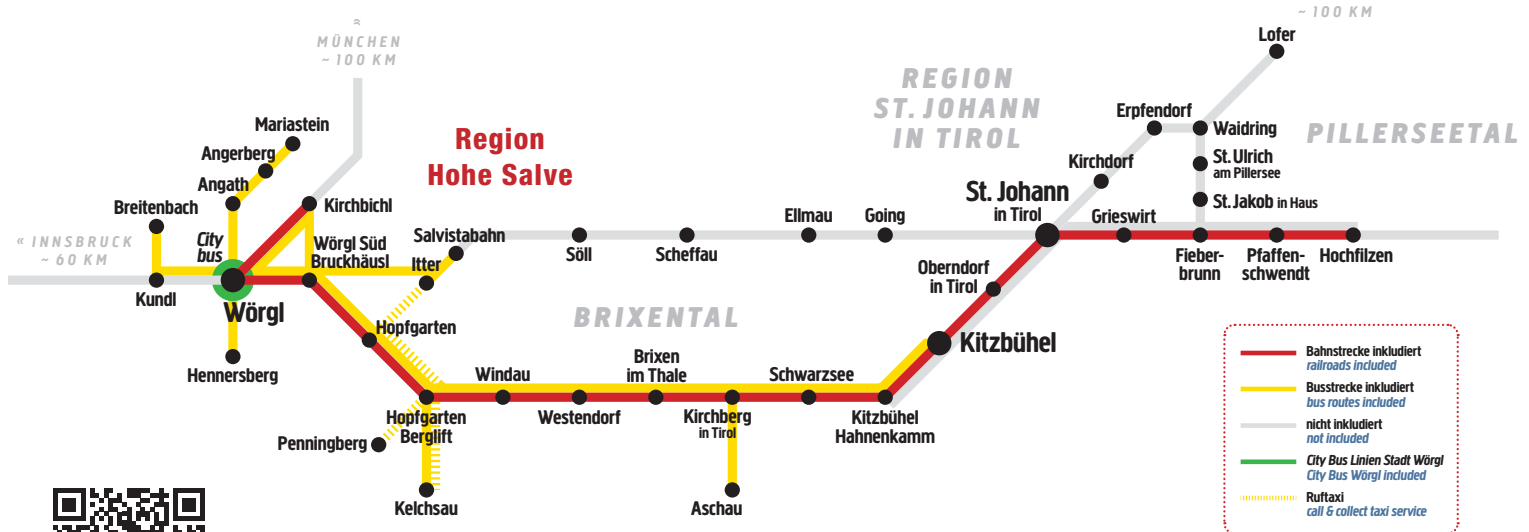 ~ 100 KM
»
MÜNCHEN
~ 100 KM
Lofer
REGION
ST. JOHANN
IN TIROL
Erpfendorf
Waidring
PILLERSEETAL
Mariastein
Region
Hohe Salve
Angerberg
Kirchdorf
St. Ulrich
am Pillersee
Angath
St. Johann
in Tirol
St. Jakob in Haus
Breitenbach
Kirchbichl
Grieswirt
« INNSBRUCK
~ 60 KM
City
bus
Wörgl Süd
Bruckhäusl
Salvistabahn
Itter
Söll
Scheffau
Ellmau
Going
Fieber-
brunn
Pfaffen-
schwendt
Hochfilzen
Kundl
Wörgl
Oberndorf
in Tirol
Hopfgarten
BRIXENTAL
Kitzbühel
Hennersberg
Windau
Westendorf
Brixen
im Thale
Kirchberg
in Tirol
Schwarzsee
Kitzbühel
Hahnenkamm
Hopfgarten
Berglift
Penningberg
Kelchsau
Aschau
Bahnstrecke inkludiert
railroads included
Busstrecke inkludiert
bus routes included
nicht inkludiert
not included
City Bus Linien Stadt Wörgl
City Bus Wörgl included
Ruftaxi
call & collect taxi service